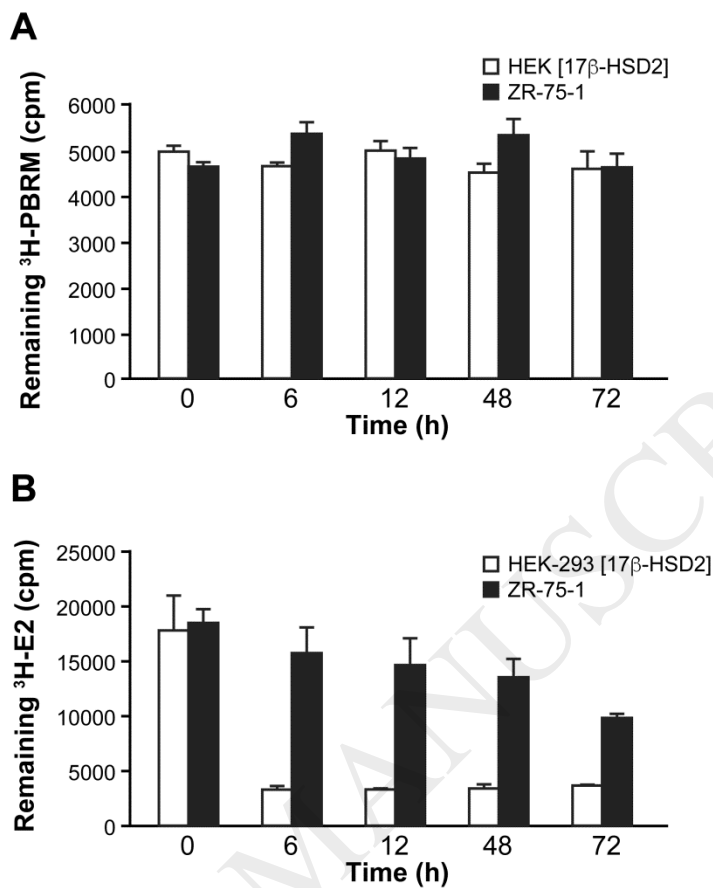 A
HEK [17β-HSD2]
ZR-75-1
Remaining ³H-PBRM (cpm)
6000
5000
4000
3000
2000
1000
0
0 6 12 48 72
Time (h)
B
HEK-293 [17β-HSD2]
ZR-75-1
Remaining ³H-E2 (cpm)
25000
20000
15000
10000
5000
0
0 6 12 48 72
Time (h)